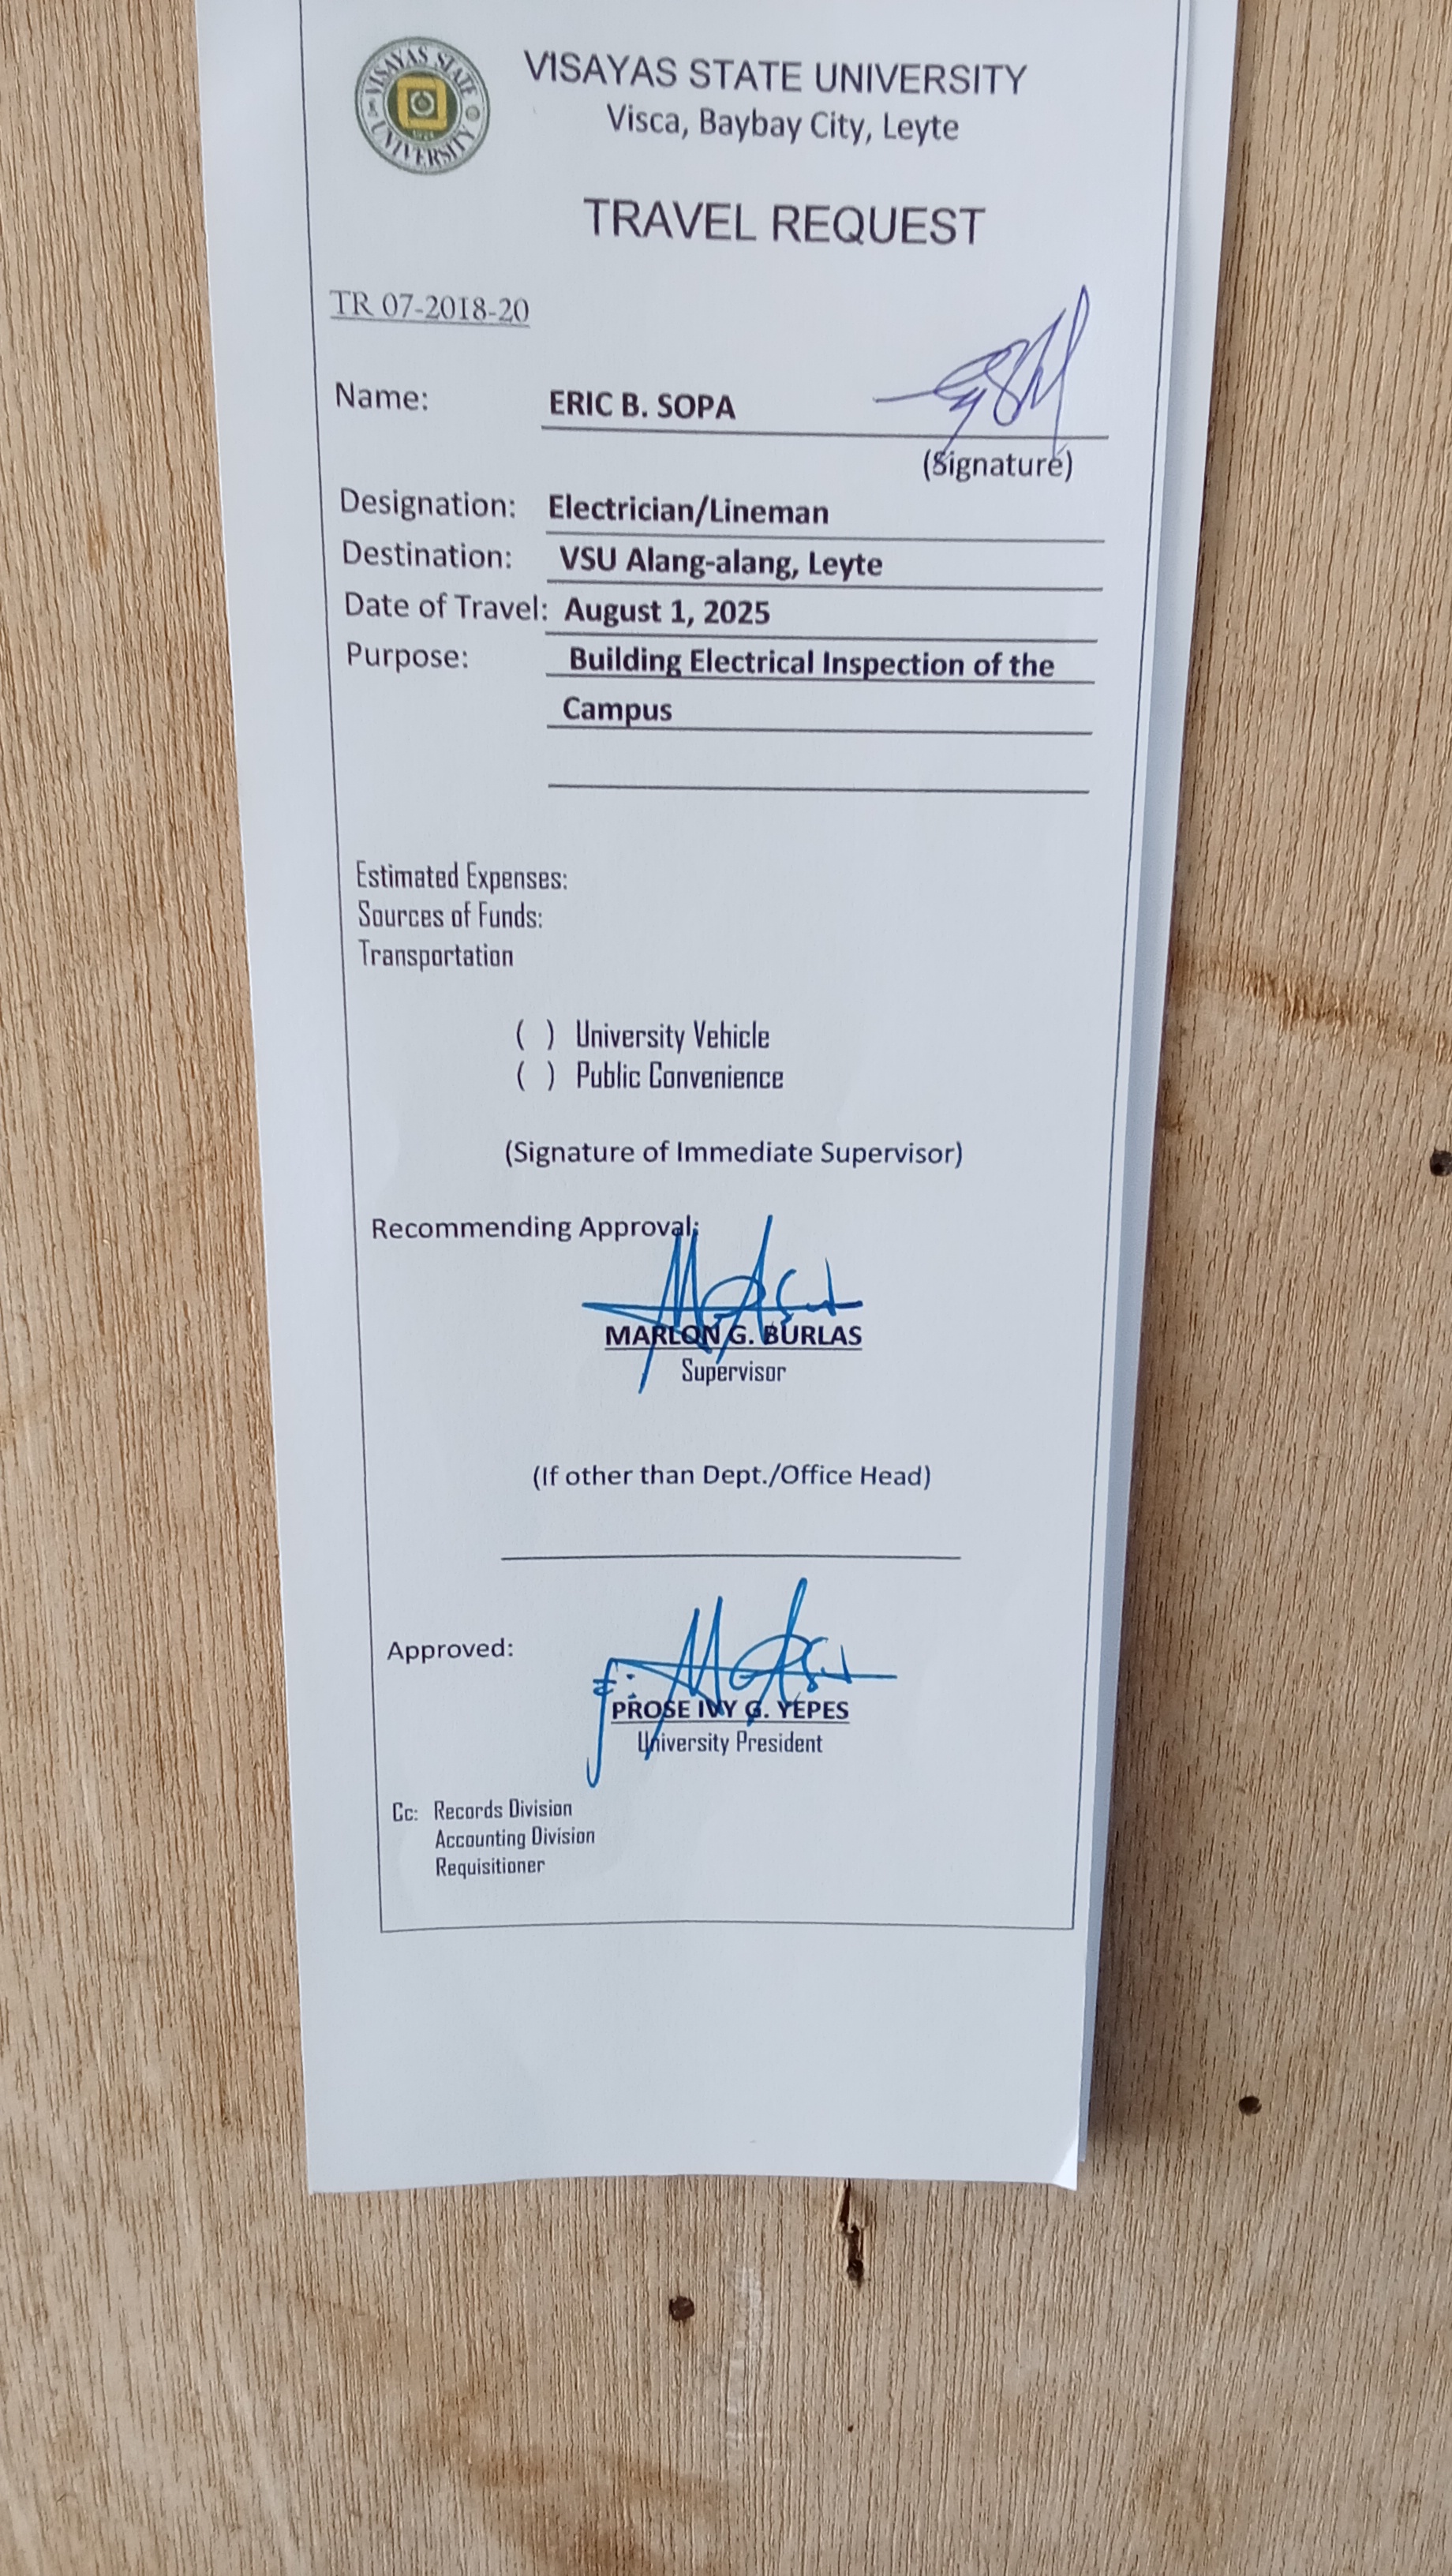 VISAYAS STATE UNIVERSITY
VISAYAS STATE UNIVERSITY
Visca, Baybay City, Leyte
TRAVEL REQUEST
TR 07-2018-20
Name: ERIC B. SOPA
(Signature)
Designation: Electrician/Lineman
Destination: VSU Alang-alang, Leyte
Date of Travel: August 1, 2025
Purpose: Building Electrical Inspection of the
Campus
Estimated Expenses:
Sources of Funds:
Transportation
( ) University Vehicle
( ) Public Convenience
(Signature of Immediate Supervisor)
Recommending Approval:
MARLON G. BURLAS
Supervisor
(If other than Dept./Office Head)
Approved:
PROSE IVY G. YEPES
University President
Cc: Records Division
Accounting Division
Requisitioner